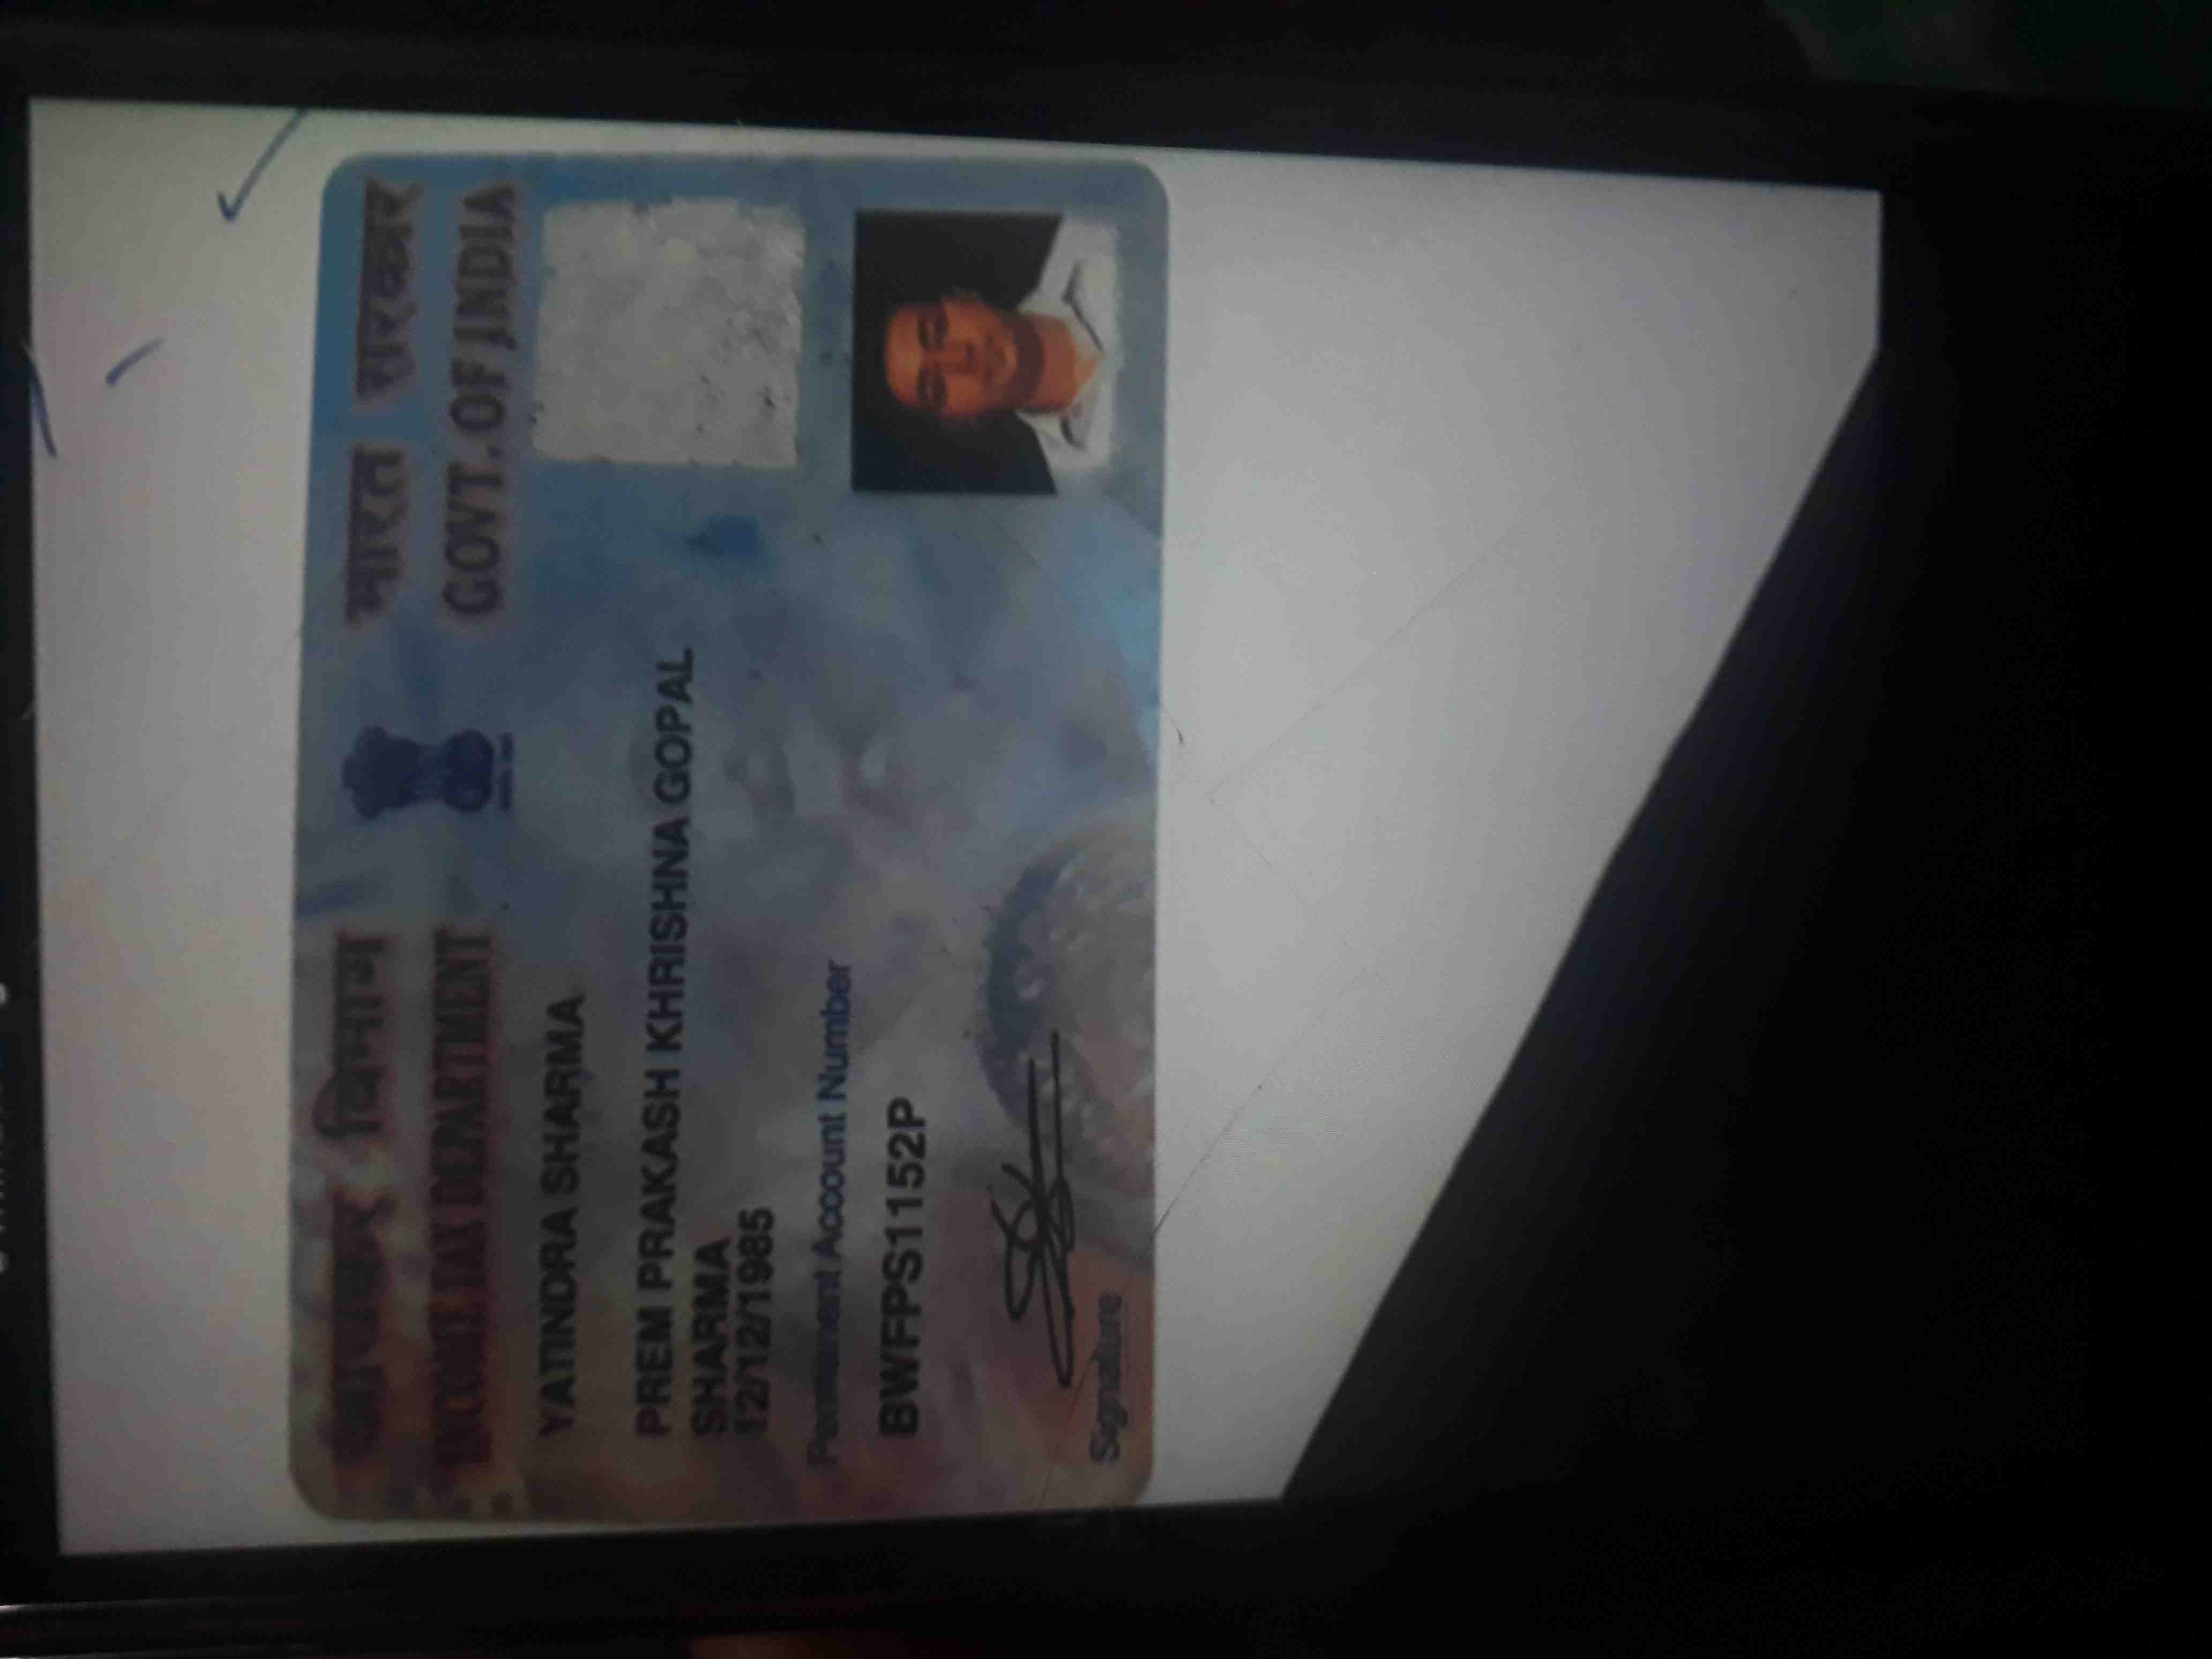 आयकर विभाग
INCOME TAX DEPARTMENT
भारत सरकार
GOVT. OF INDIA
YATINDRA SHARMA
PREM PRAKASH KHRISHNA GOPAL
SHARMA
12/12/1985
Permanent Account Number
BWFPS1152P
Signature